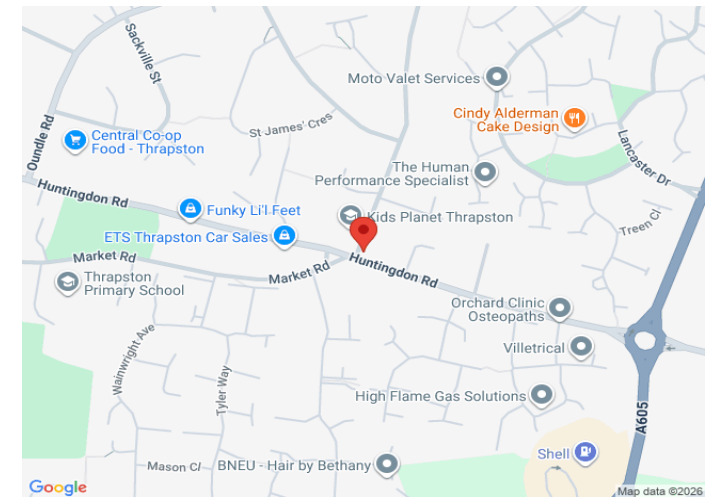 Sackville St
Oundle Rd
Moto Valet Services
Cindy Alderman
Cake Design
Central Co-op
Food - Thrapston
St James' Cres
Lancaster Dr
The Human
Performance Specialist
Huntingdon Rd
Funky Li'l Feet
Kids Planet Thrapston
Treen Cl
ETS Thrapston Car Sales
Market Rd
Market Rd
Huntingdon Rd
Thrapston
Primary School
Orchard Clinic
Osteopaths
Villetrical
Wainwright Ave
Tyler Way
High Flame Gas Solutions
A605
Shell
Mason Cl
BNEU - Hair by Bethany
Google
Map data ©2026